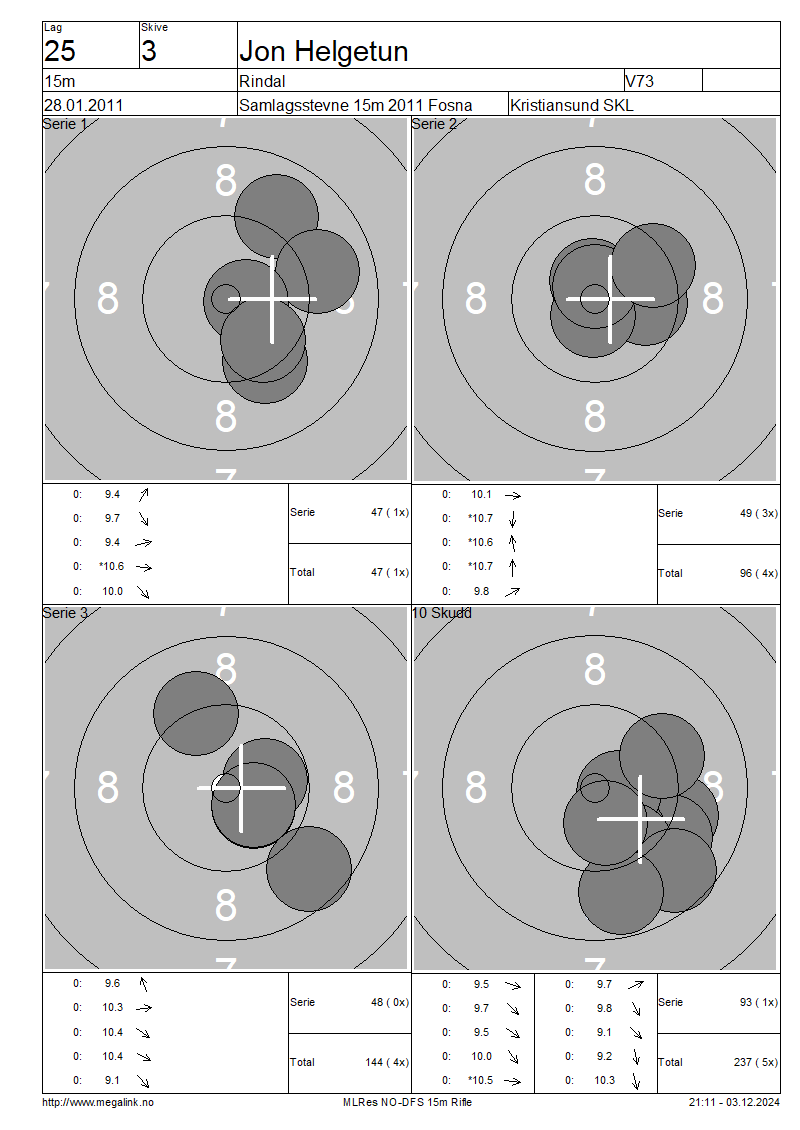 Lag
Skive
25
3
Jon Helgetun
15m
Rindal
V73
28.01.2011
Samlagsstevne 15m 2011 Fosna
Kristiansund SKL
Serie 1
8
8
8
7
0: 9.4
0: 9.7
0: 9.4
0: *10.6
0: 10.0
Serie 47 ( 1x)
Total 47 ( 1x)
Serie 2
8
8 8
8
7
0: 10.1
0: *10.7
0: *10.6
0: *10.7
0: 9.8
Serie 49 ( 3x)
Total 96 ( 4x)
Serie 3
8
8 8
8
7
0: 9.6
0: 10.3
0: 10.4
0: 10.4
0: 9.1
Serie 48 ( 0x)
Total 144 ( 4x)
10 Skudd
8
8 8
8
7
0: 9.5
0: 9.7
0: 9.5
0: 10.0
0: *10.5
0: 9.7
0: 9.8
0: 9.1
0: 9.2
0: 10.3
Serie 93 ( 1x)
Total 237 ( 5x)
http://www.megalink.no
MLRes NO-DFS 15m Rifle
21:11 - 03.12.2024